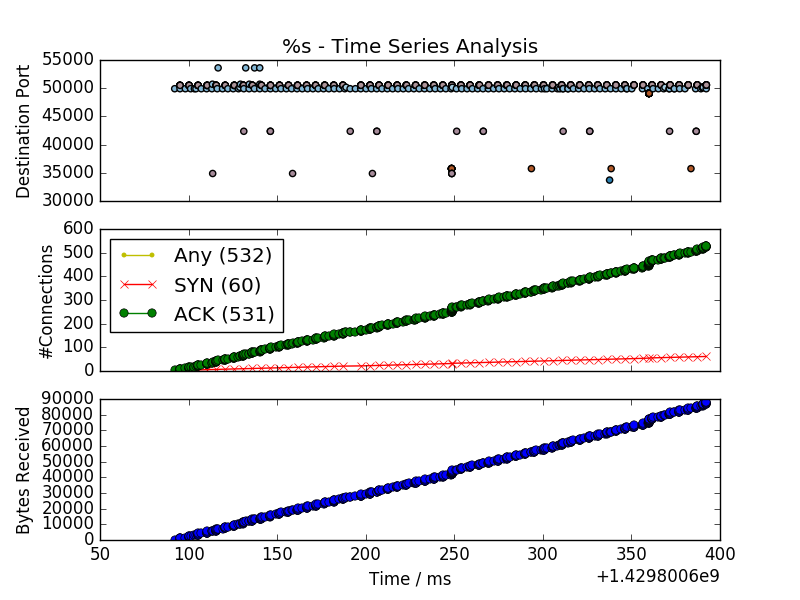 %s - Time Series Analysis
Destination Port
55000
50000
45000
40000
35000
30000
#Connections
600
500
400
300
200
100
0
Any (532)
SYN (60)
ACK (531)
Bytes Received
90000
80000
70000
60000
50000
40000
30000
20000
10000
0
50 100 150 200 250 300 350 400
Time / ms
+1.4298006e9